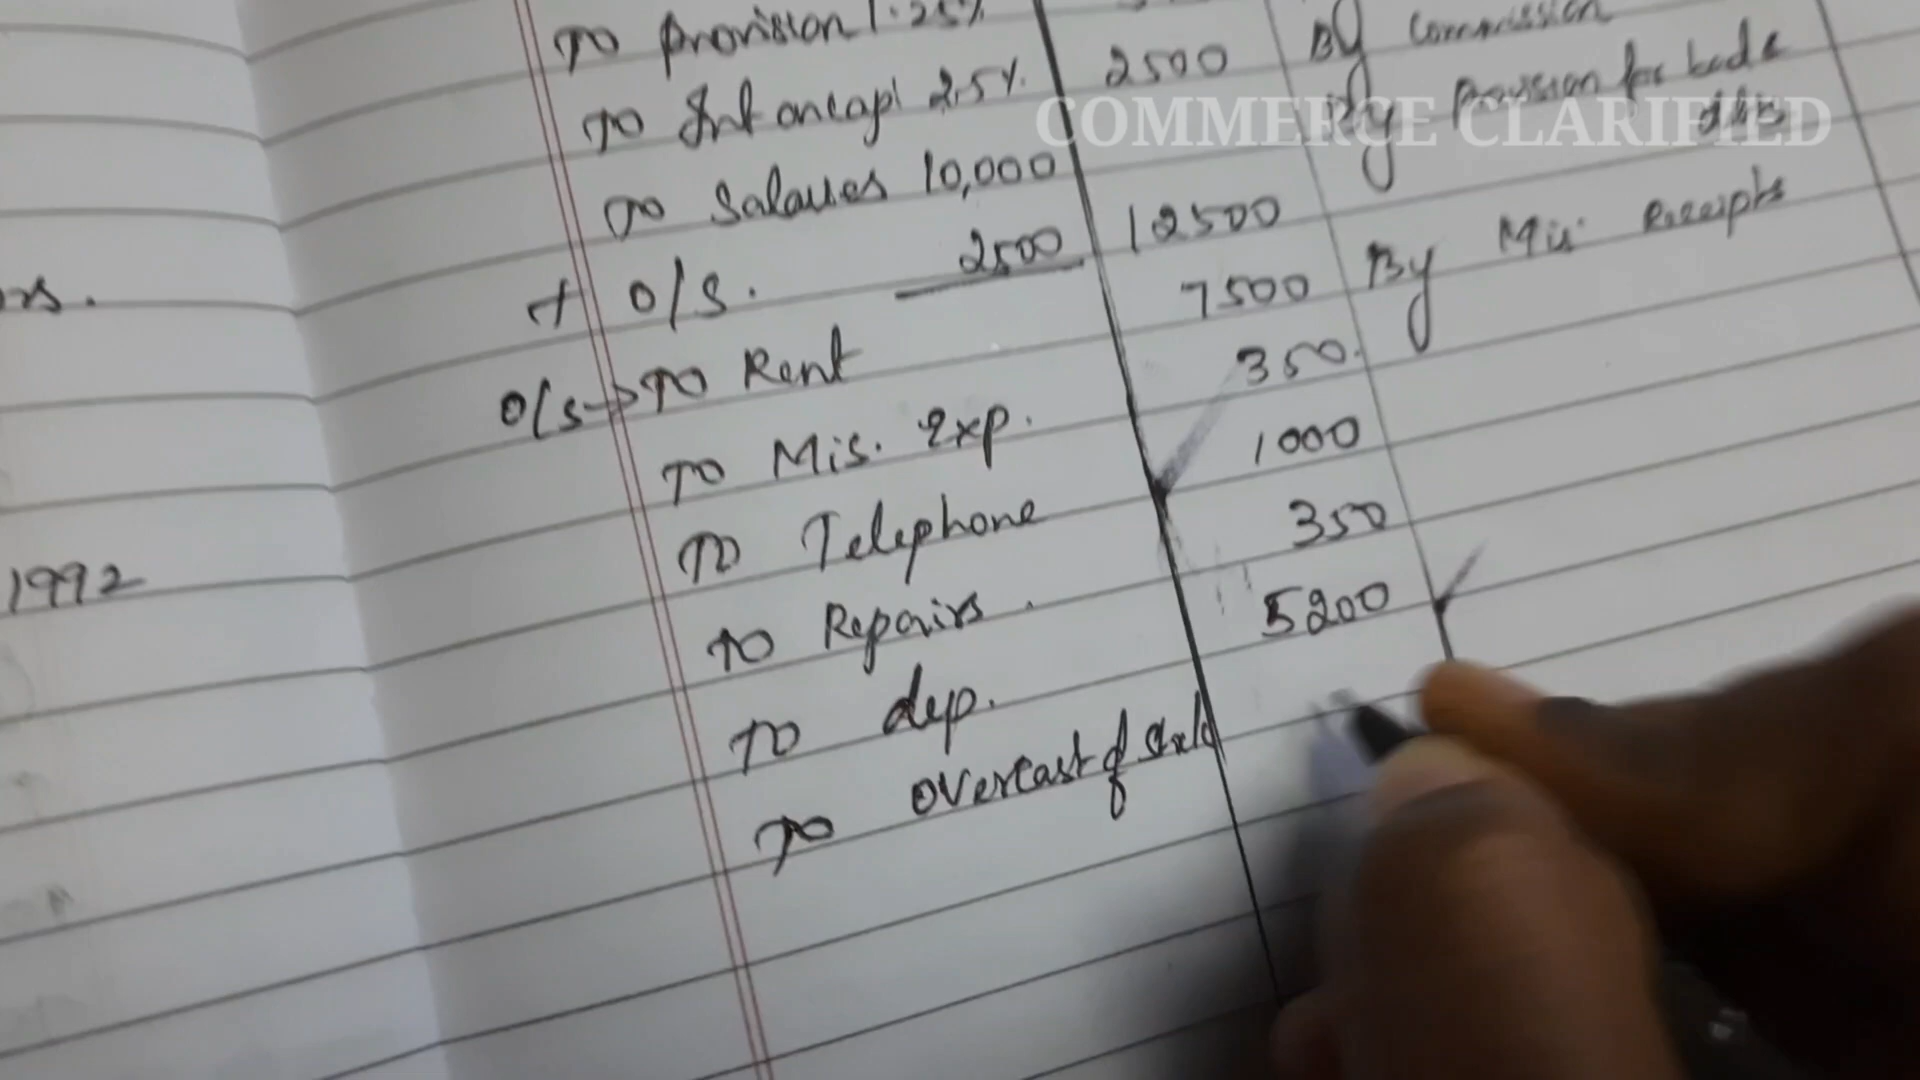 To provision 1.25%
To Int on capl 2.5% 2500 By Commission
To Salaries 10,000 By Provision for bad & dbts
+ O/S. 2500 12500 By Mis Receipts
O/S → To Rent 7500
To Mis. Exp. 350.
To Telephone 1000
To Repairs. 350
To dep. 5200
To Overcast of
rs.
1992
COMMERCE CLARIFIED